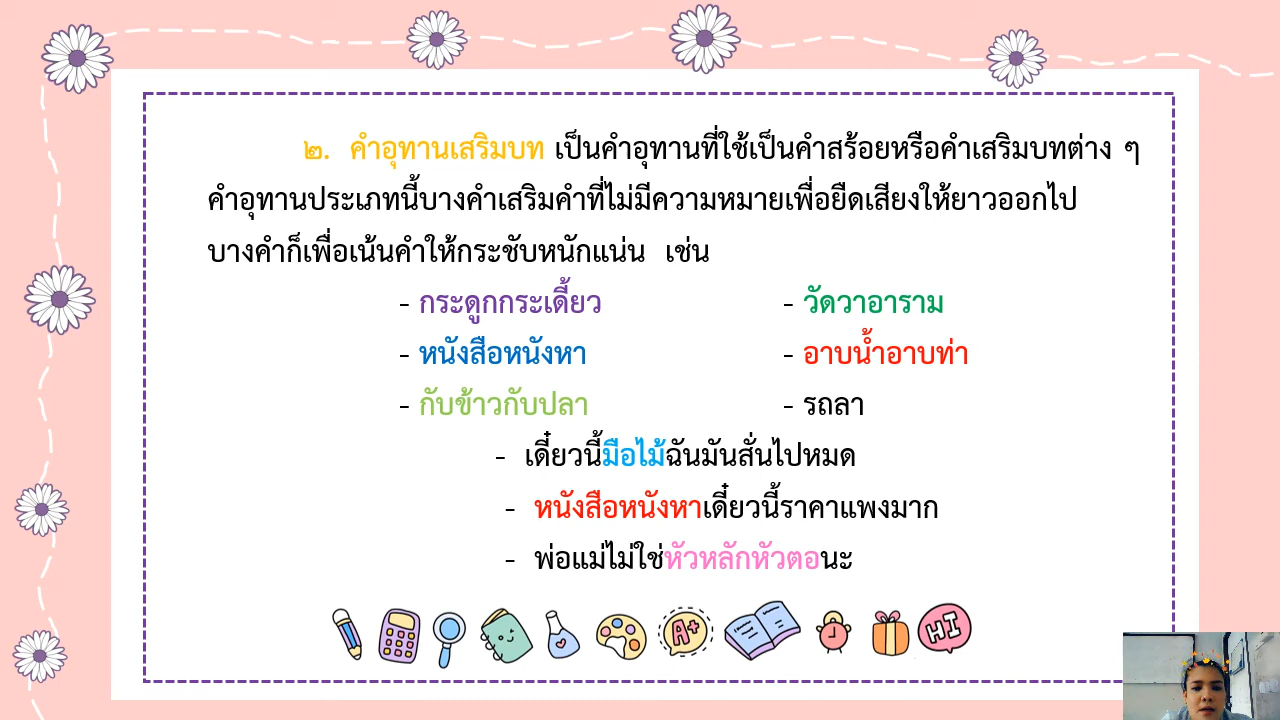 ๒. คำอุทานเสริมบท เป็นคำอุทานที่ใช้เป็นคำสร้อยหรือคำเสริมบทต่าง ๆ
คำอุทานประเภทนี้บางคำเสริมคำที่ไม่มีความหมายเพื่อยืดเสียงให้ยาวออกไป
บางคำก็เพื่อเน้นคำให้กระชับหนักแน่น เช่น
- กระดูกกระเดี้ยว - วัดวาอาราม
- หนังสือหนังหา - อาบน้ำอาบท่า
- กับข้าวกับปลา - รถลา
- เดี๋ยวนี้มือไม้ฉันมันสั่นไปหมด
- หนังสือหนังหาเดี๋ยวนี้ราคาแพงมาก
- พ่อแม่ไม่ใช่หัวหลักหัวตอนะ
A+
HI